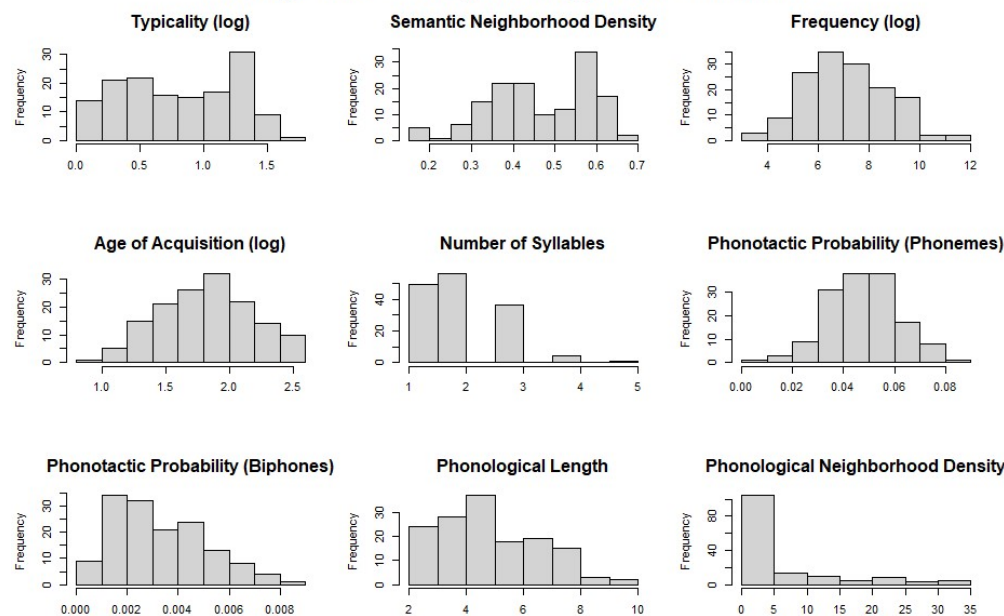 Typicality (log)
Frequency
0 10 20 30
0.0 0.5 1.0 1.5
Semantic Neighborhood Density
Frequency
0 10 20 30
0.2 0.3 0.4 0.5 0.6 0.7
Frequency (log)
Frequency
0 10 20 30
4 6 8 10 12
Age of Acquisition (log)
Frequency
0 10 20 30
1.0 1.5 2.0 2.5
Number of Syllables
Frequency
0 20 40
1 2 3 4 5
Phonotactic Probability (Phonemes)
Frequency
0 10 20 30
0.00 0.02 0.04 0.06 0.08
Phonotactic Probability (Biphones)
Frequency
0 10 20 30
0.000 0.002 0.004 0.006 0.008
Phonological Length
Frequency
0 10 20 30
2 4 6 8 10
Phonological Neighborhood Density
Frequency
0 40 80
0 5 10 15 20 25 30 35